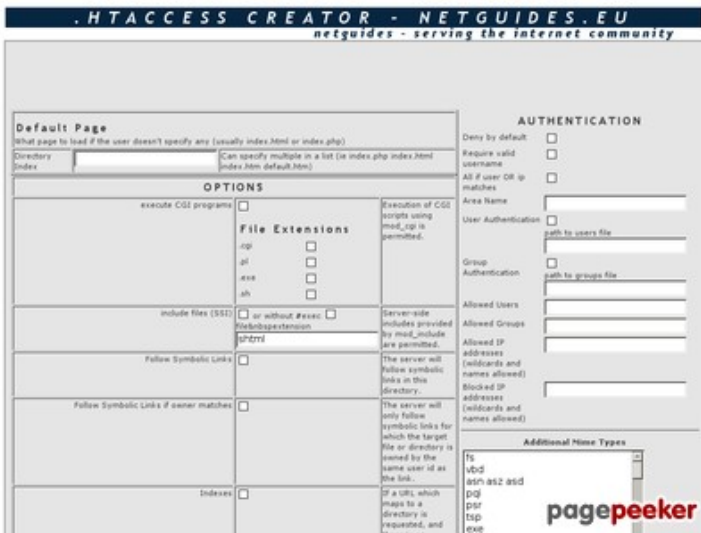 .HTACCESS CREATOR - NETGUIDES.EU
netguides - serving the internet community
Default Page
What page to load if the user doesn't specify any (usually index.html or index.php)
Directory
Index
Can specify multiple in a list (ie index.php index.html
index.htm default.htm)
OPTIONS
execute CGI programs
File Extensions
.cgi
.pl
.exe
.sh
Execution of CGI
scripts using
mod_cgi is
permitted.
include files (SSI)
or without #exec
file&nbspextension
shtml
Server-side
includes provided
by mod_include
are permitted.
Follow Symbolic Links
The server will
follow symbolic
links in this
directory.
Follow Symbolic Links if owner matches
The server will
only follow
symbolic links for
which the target
file or directory is
owned by the
same user id as
the link.
Indexes
If a URL which
maps to a
directory is
requested, and
AUTHENTICATION
Deny by default
Require valid
username
All if user OR ip
matches
Area Name
User Authentication
path to users file
Group
Authentication
path to groups file
Allowed Users
Allowed Groups
Allowed IP
addresses
(wildcards and
names allowed)
Blocked IP
addresses
(wildcards and
names allowed)
Additional Mime Types
fs
vbd
asn asz asd
pql
psr
tsp
exe
pagepeeker